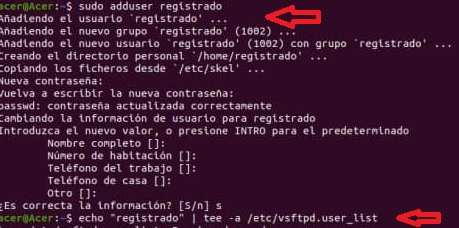 acer@Acer:~$ sudo adduser registrado
Añadiendo el usuario `registrado' ...
Añadiendo el nuevo grupo `registrado' (1002) ...
Añadiendo el nuevo usuario `registrado' (1002) con grupo `registrado' ...
Creando el directorio personal `/home/registrado' ...
Copiando los ficheros desde `/etc/skel' ...
Nueva contraseña:
Vuelva a escribir la nueva contraseña:
passwd: contraseña actualizada correctamente
Cambiando la información de usuario para registrado
Introduzca el nuevo valor, o presione INTRO para el predeterminado
Nombre completo []:
Número de habitación []:
Teléfono del trabajo []:
Teléfono de casa []:
Otro []:
¿Es correcta la información? [S/n] s
acer@Acer:~$ echo "registrado" | tee -a /etc/vsftpd.user_list